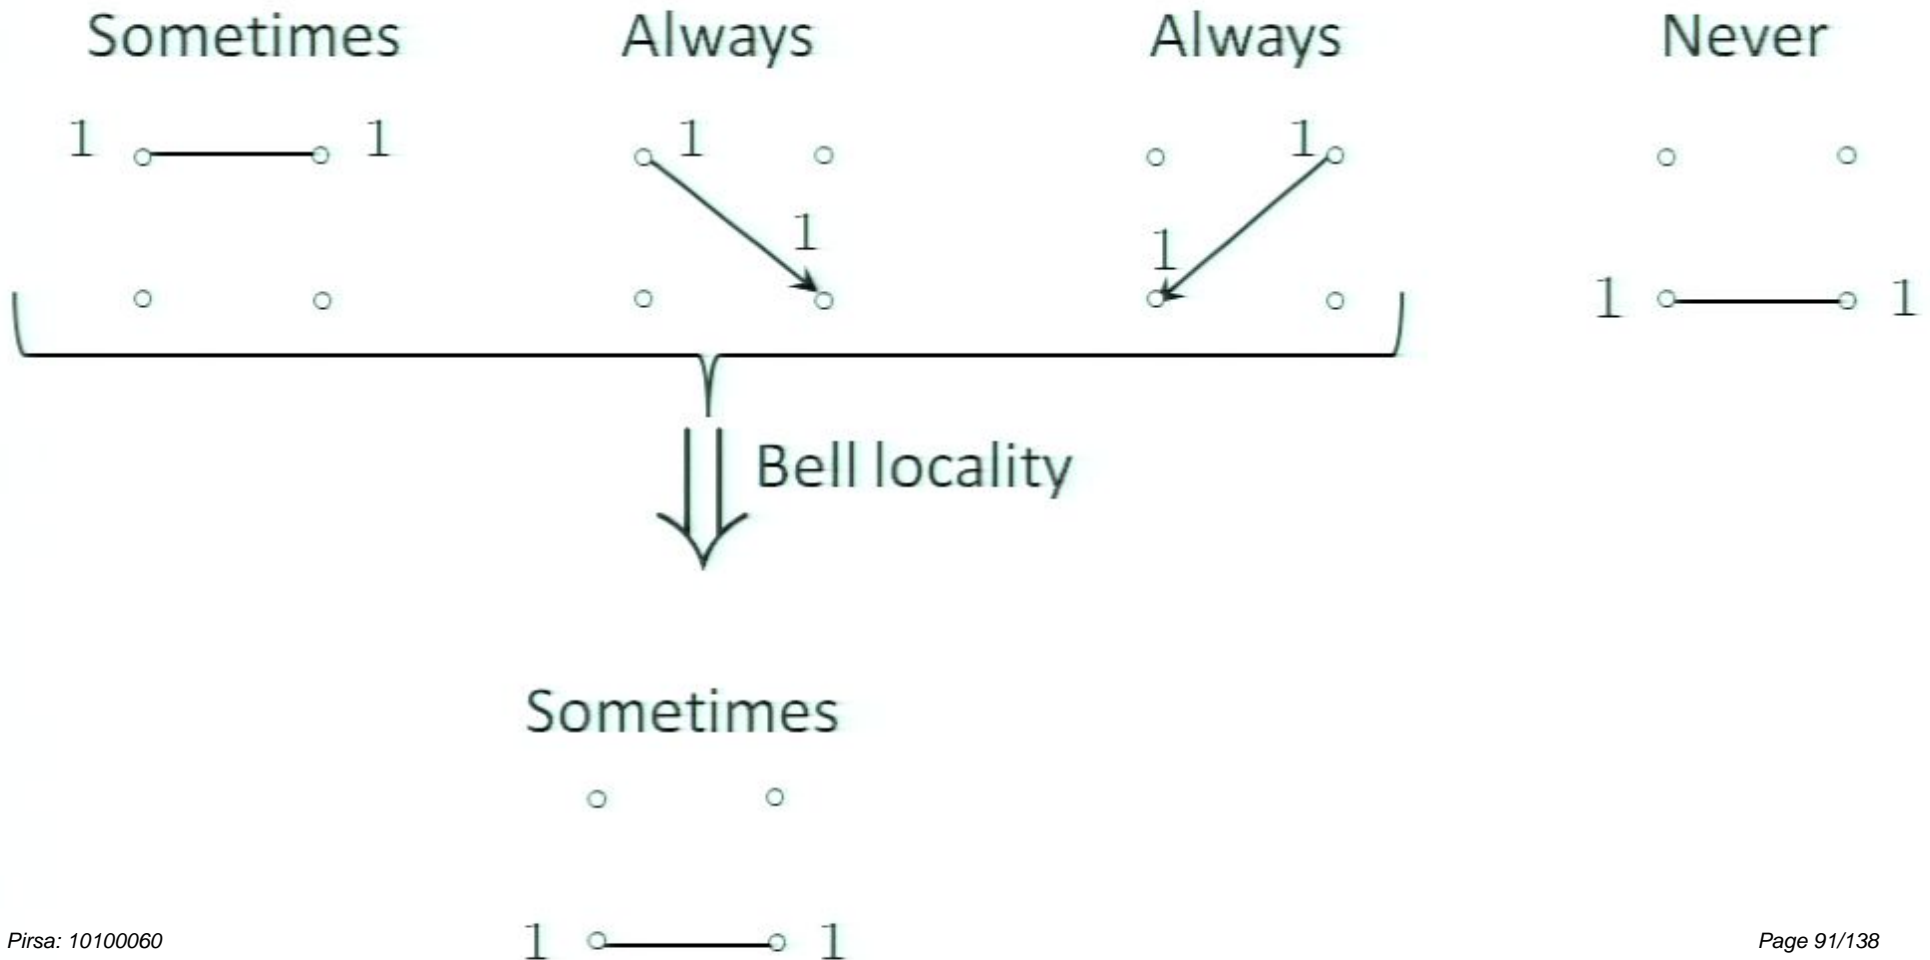 Sometimes Always Always Never
1 1 1 1
1 1
1 1
Bell locality
Sometimes
1 1
Pirsa: 10100060
Page 91/138